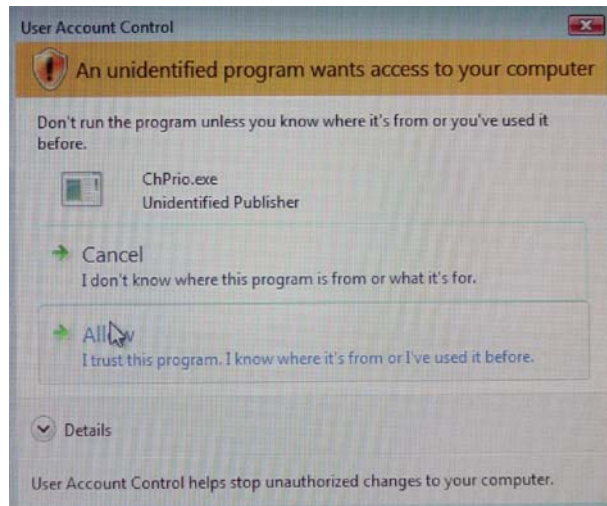 User Account Control
An unidentified program wants access to your computer
Don't run the program unless you know where it's from or you've used it
before.
ChPrio.exe
Unidentified Publisher
Cancel
I don't know where this program is from or what it's for.
Allow
I trust this program. I know where it's from or I've used it before.
Details
User Account Control helps stop unauthorized changes to your computer.